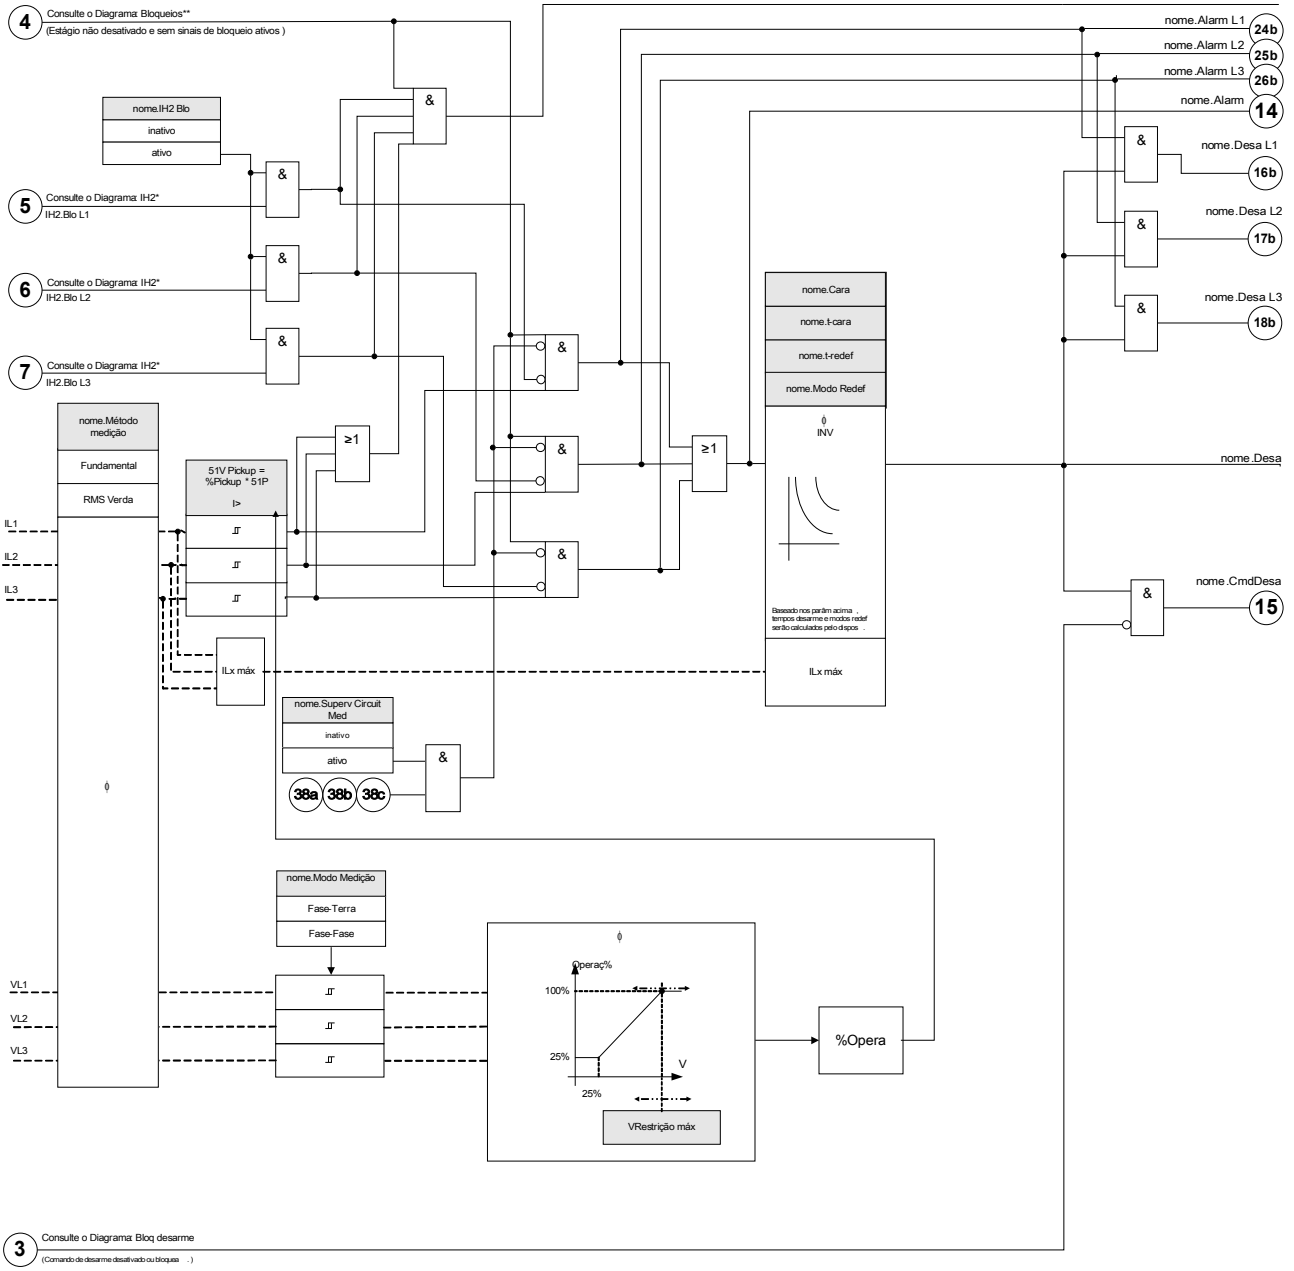 4
Consulte o Diagrama: Bloqueios**
(Estágio não desativado e sem sinais de bloqueio ativos )
nome.Alarm L1
24b
nome.Alarm L2
25b
nome.Alarm L3
26b
nome.Alarm
14
nome.IH2 Blo
inativo
ativo
&
&
nome.Desa L1
16b
&
5
Consulte o Diagrama: IH2*
IH2.Blo L1
&
nome.Desa L2
17b
&
6
Consulte o Diagrama: IH2*
IH2.Blo L2
&
nome.Desa L3
18b
&
7
Consulte o Diagrama: IH2*
IH2.Blo L3
&
nome.Cara
nome.t-cara
nome.t-redef
nome.Modo Redef
ϕ
INV
nome.Método
medição
Fundamental
RMS Verda
≥1
&
≥1
51V Pickup =
%Pickup * 51P
I>
nome.Desa
IL1
IL2
IL3
&
Baseado nos parâm acima ,
tempos desarme e modos redef
serão calculados pelo dispos .
ILx máx
ILx máx
nome.CmdDesa
&
15
nome.Superv Circuit
Med
inativo
ativo
&
38a
38b
38c
ϕ
nome.Modo Medição
Fase-Terra
Fase-Fase
VL1
VL2
VL3
ϕ
Operaç%
100%
25%
25%
V
VRestrição máx
%Opera
3
Consulte o Diagrama: Bloq desarme
(Comando de desarme desativado ou bloquea . )